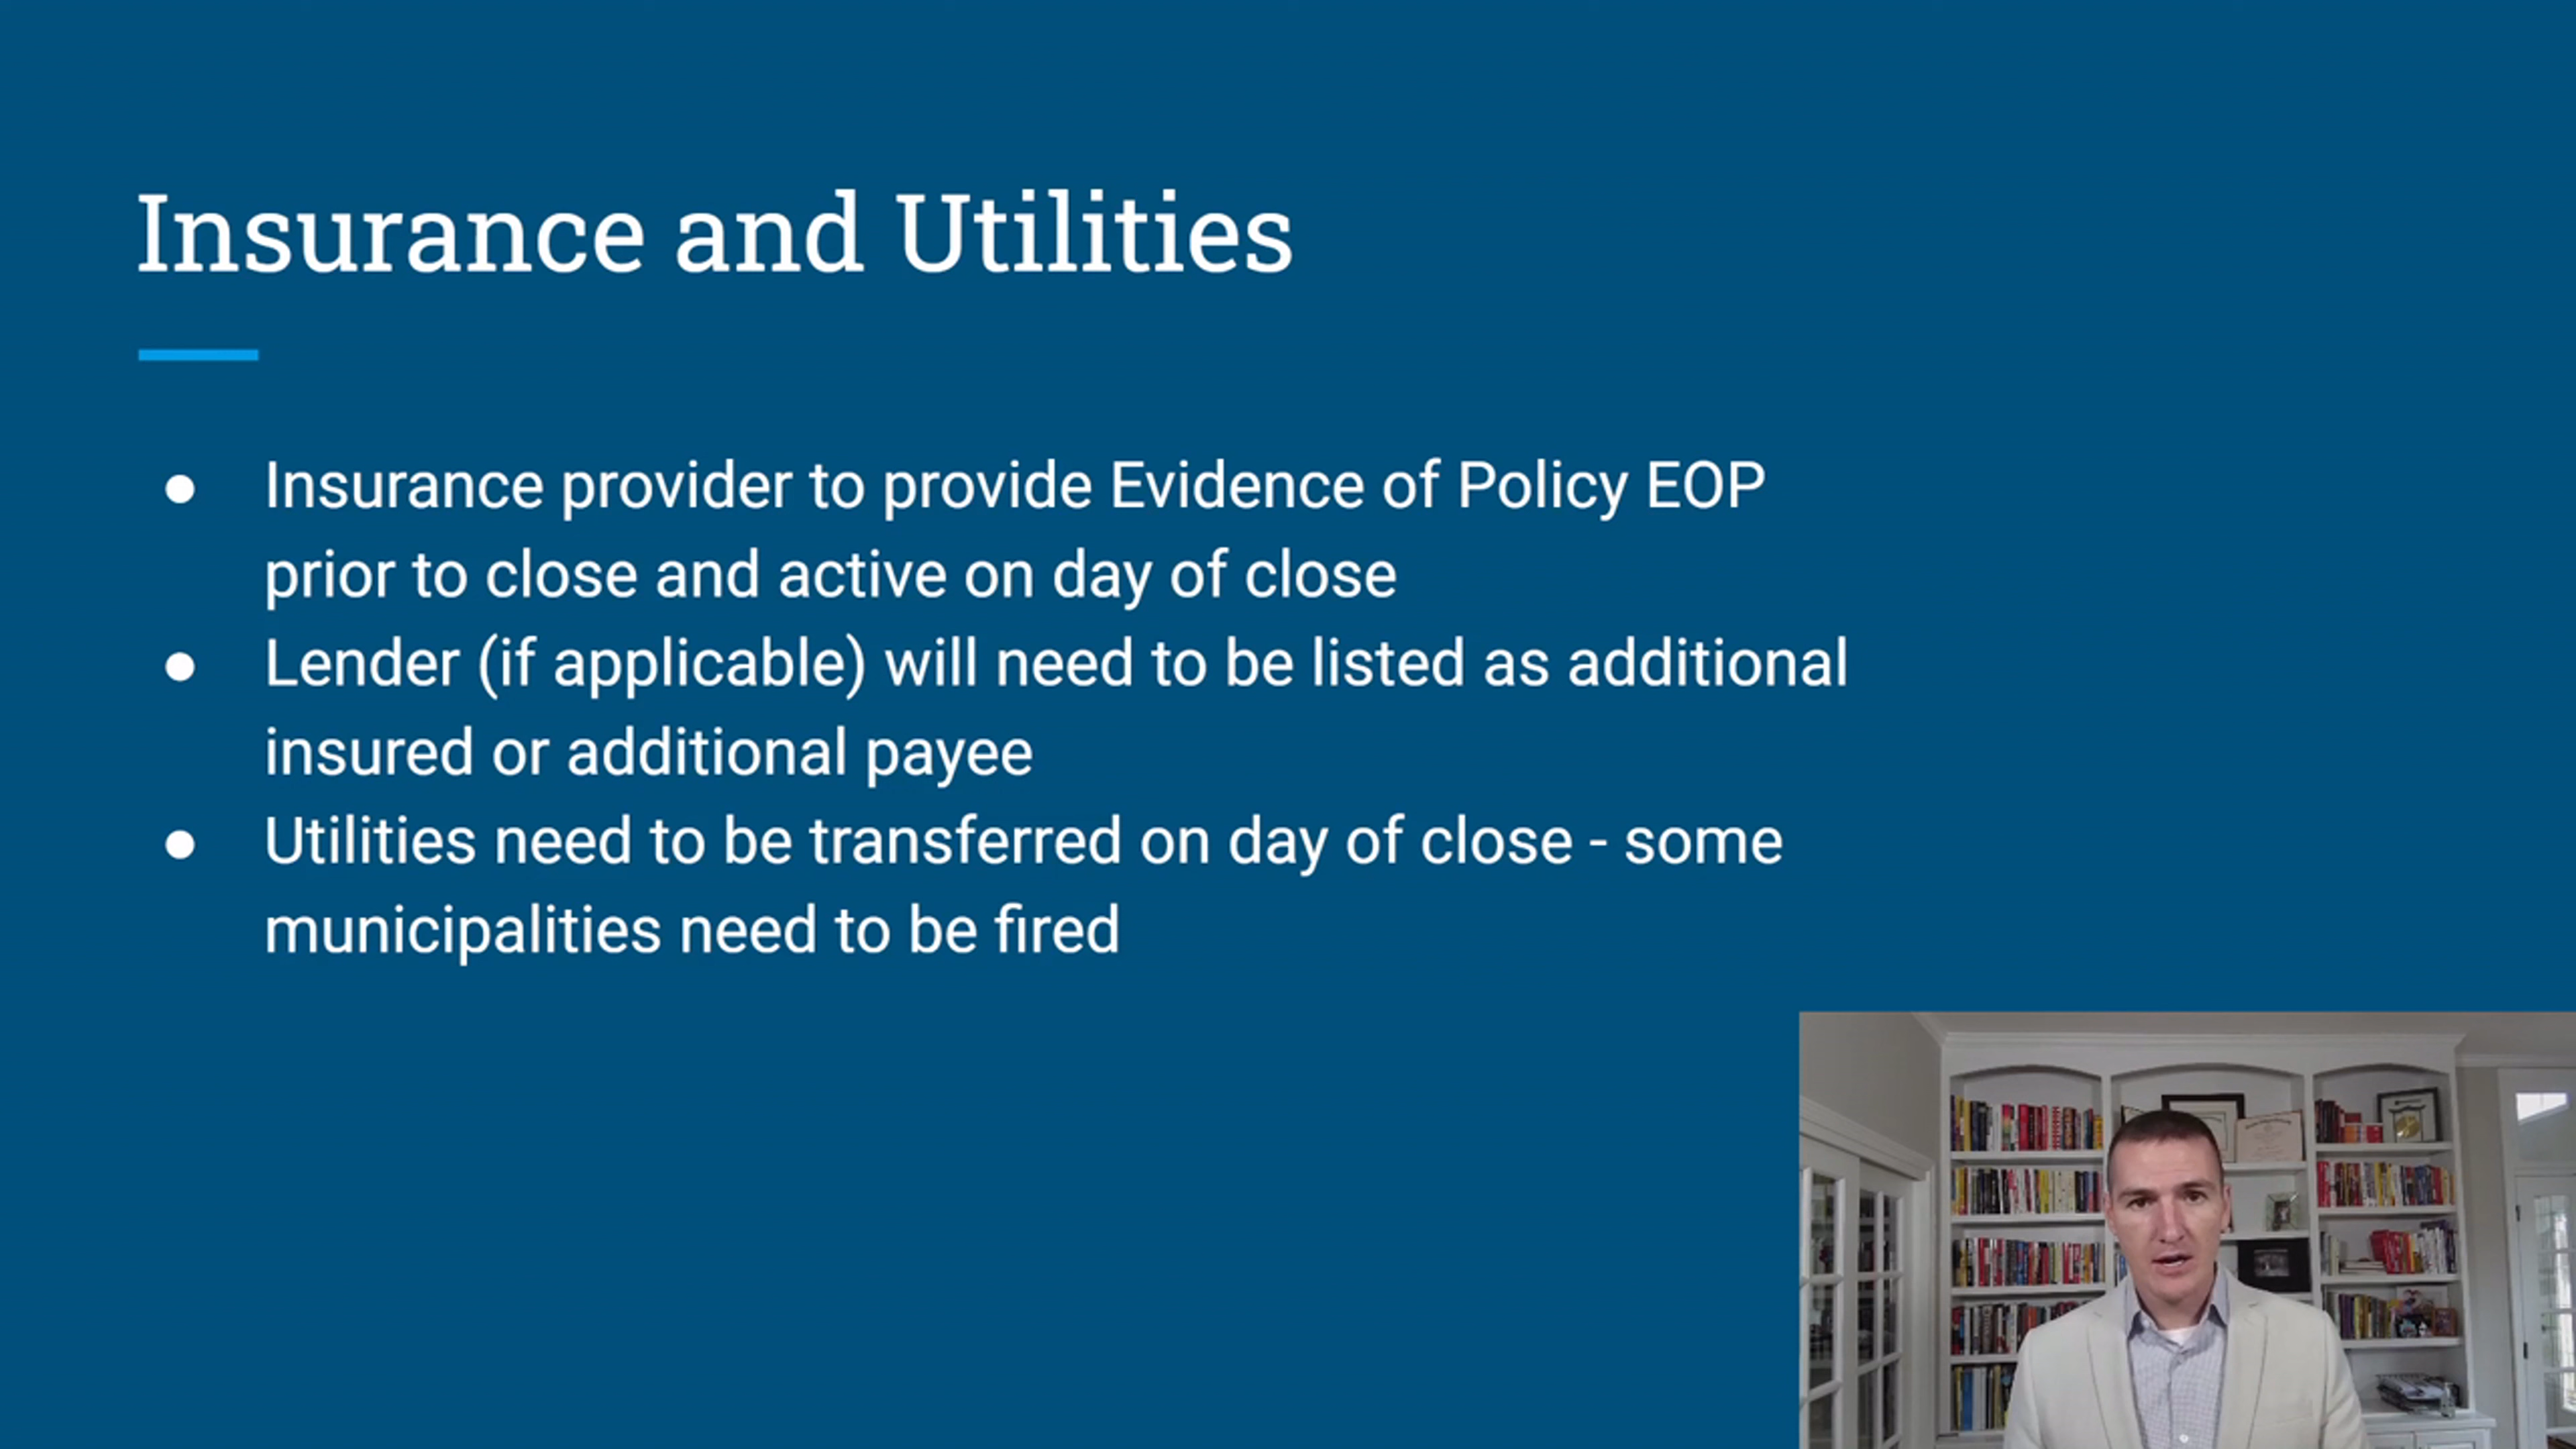 Insurance and Utilities
● Insurance provider to provide Evidence of Policy EOP
prior to close and active on day of close
● Lender (if applicable) will need to be listed as additional
insured or additional payee
● Utilities need to be transferred on day of close - some
municipalities need to be fired